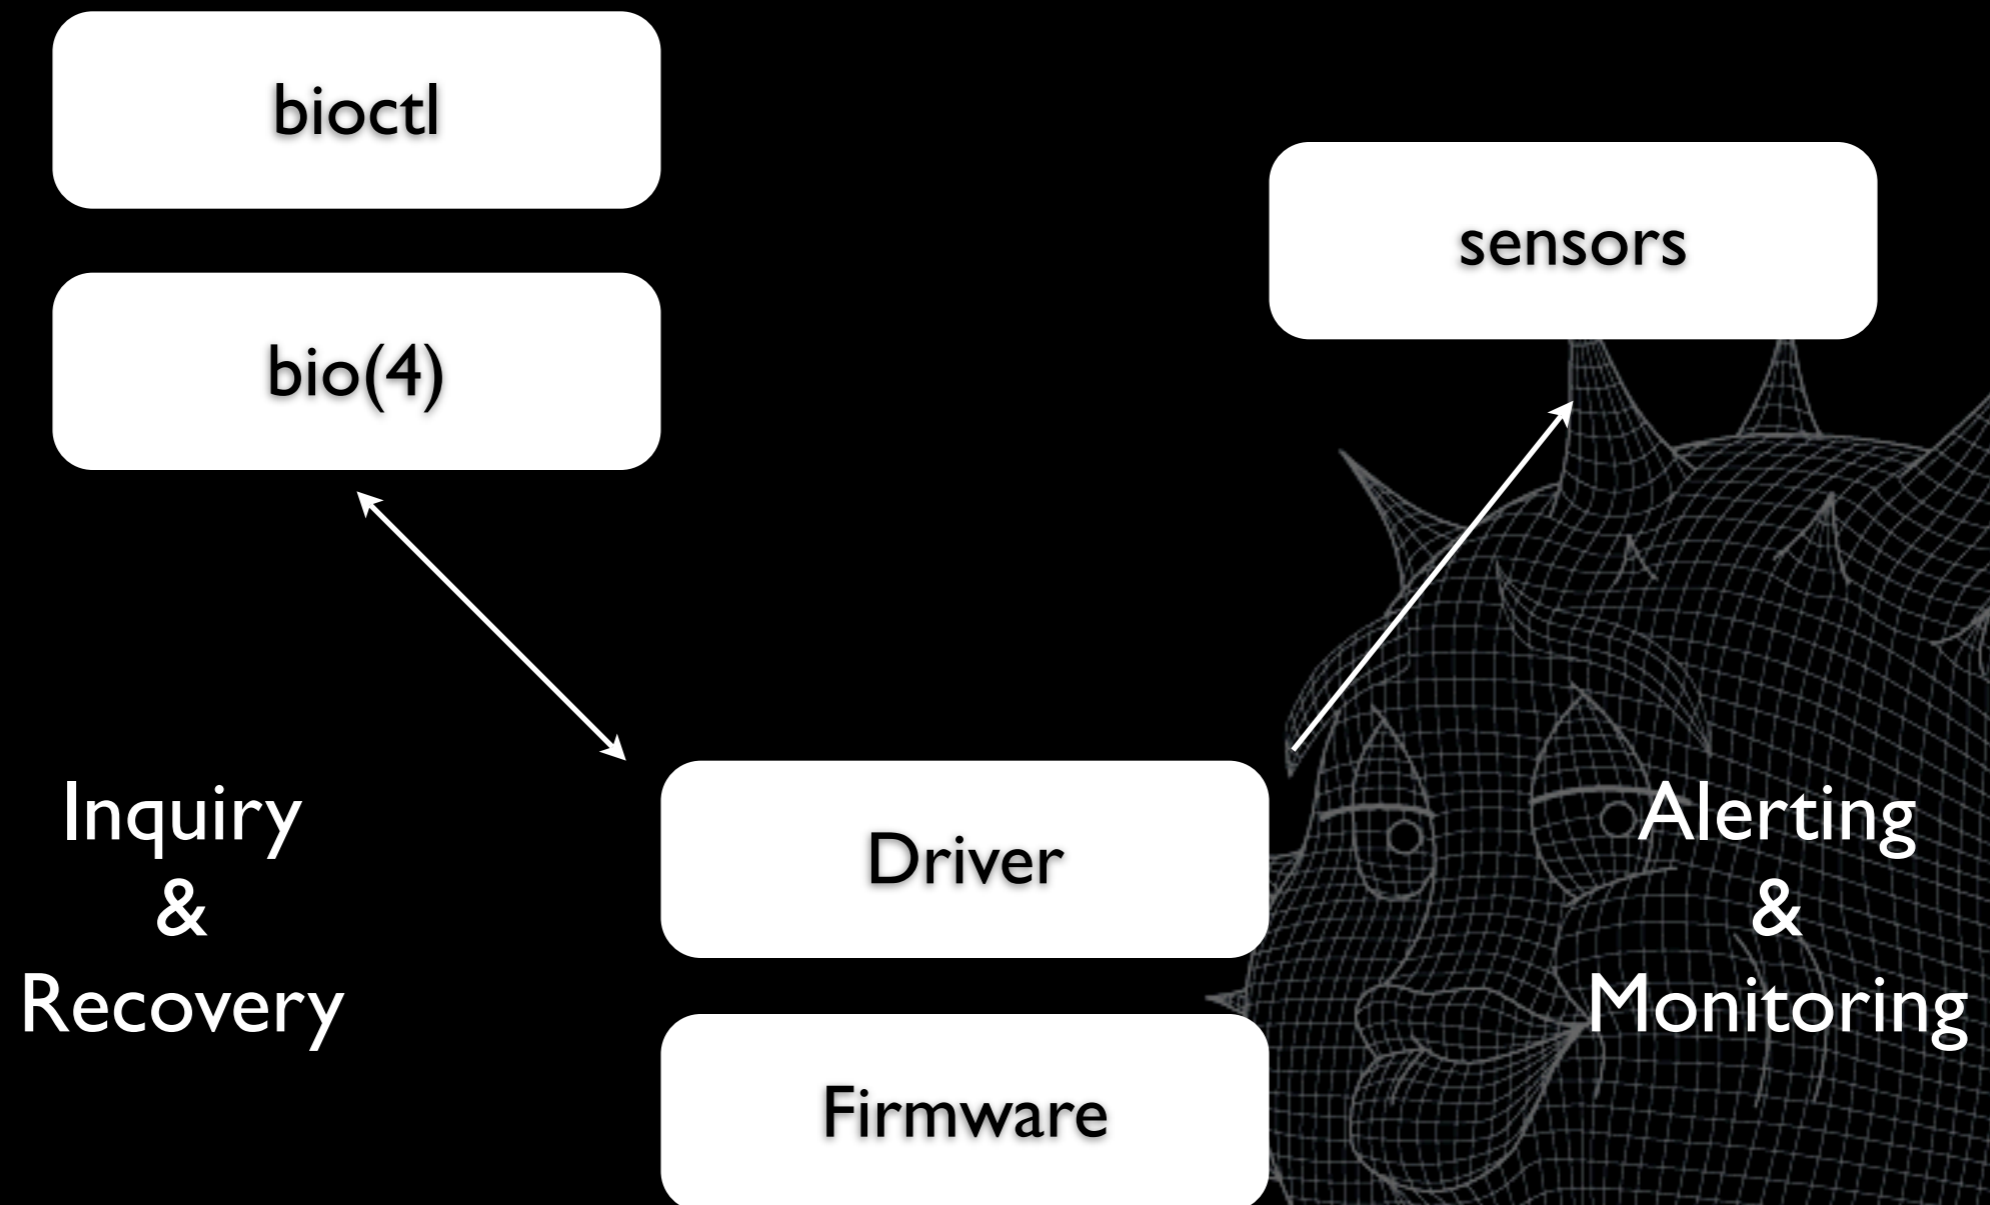 bioctl
bio(4)
sensors
Inquiry
&
Recovery
Driver
Firmware
Alerting
&
Monitoring